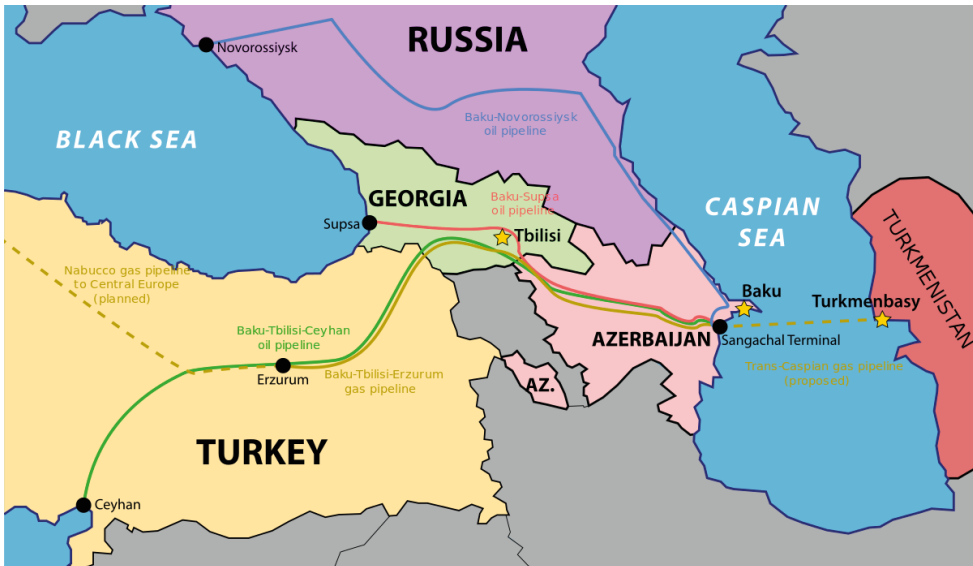 RUSSIA
Novorossiysk
Baku-Novorossiysk
oil pipeline
BLACK SEA
GEORGIA
Baku-Supsa
oil pipeline
CASPIAN
SEA
Supsa
Tbilisi
TURKMENISTAN
Nabucco gas pipeline
to Central Europe
(planned)
Baku
Turkmenbasy
Baku-Tbilisi-Ceyhan
oil pipeline
AZERBAIJAN
Sangachal Terminal
Erzurum
Baku-Tbilisi-Erzurum
gas pipeline
Trans-Caspian gas pipeline
(proposed)
AZ.
TURKEY
Ceyhan